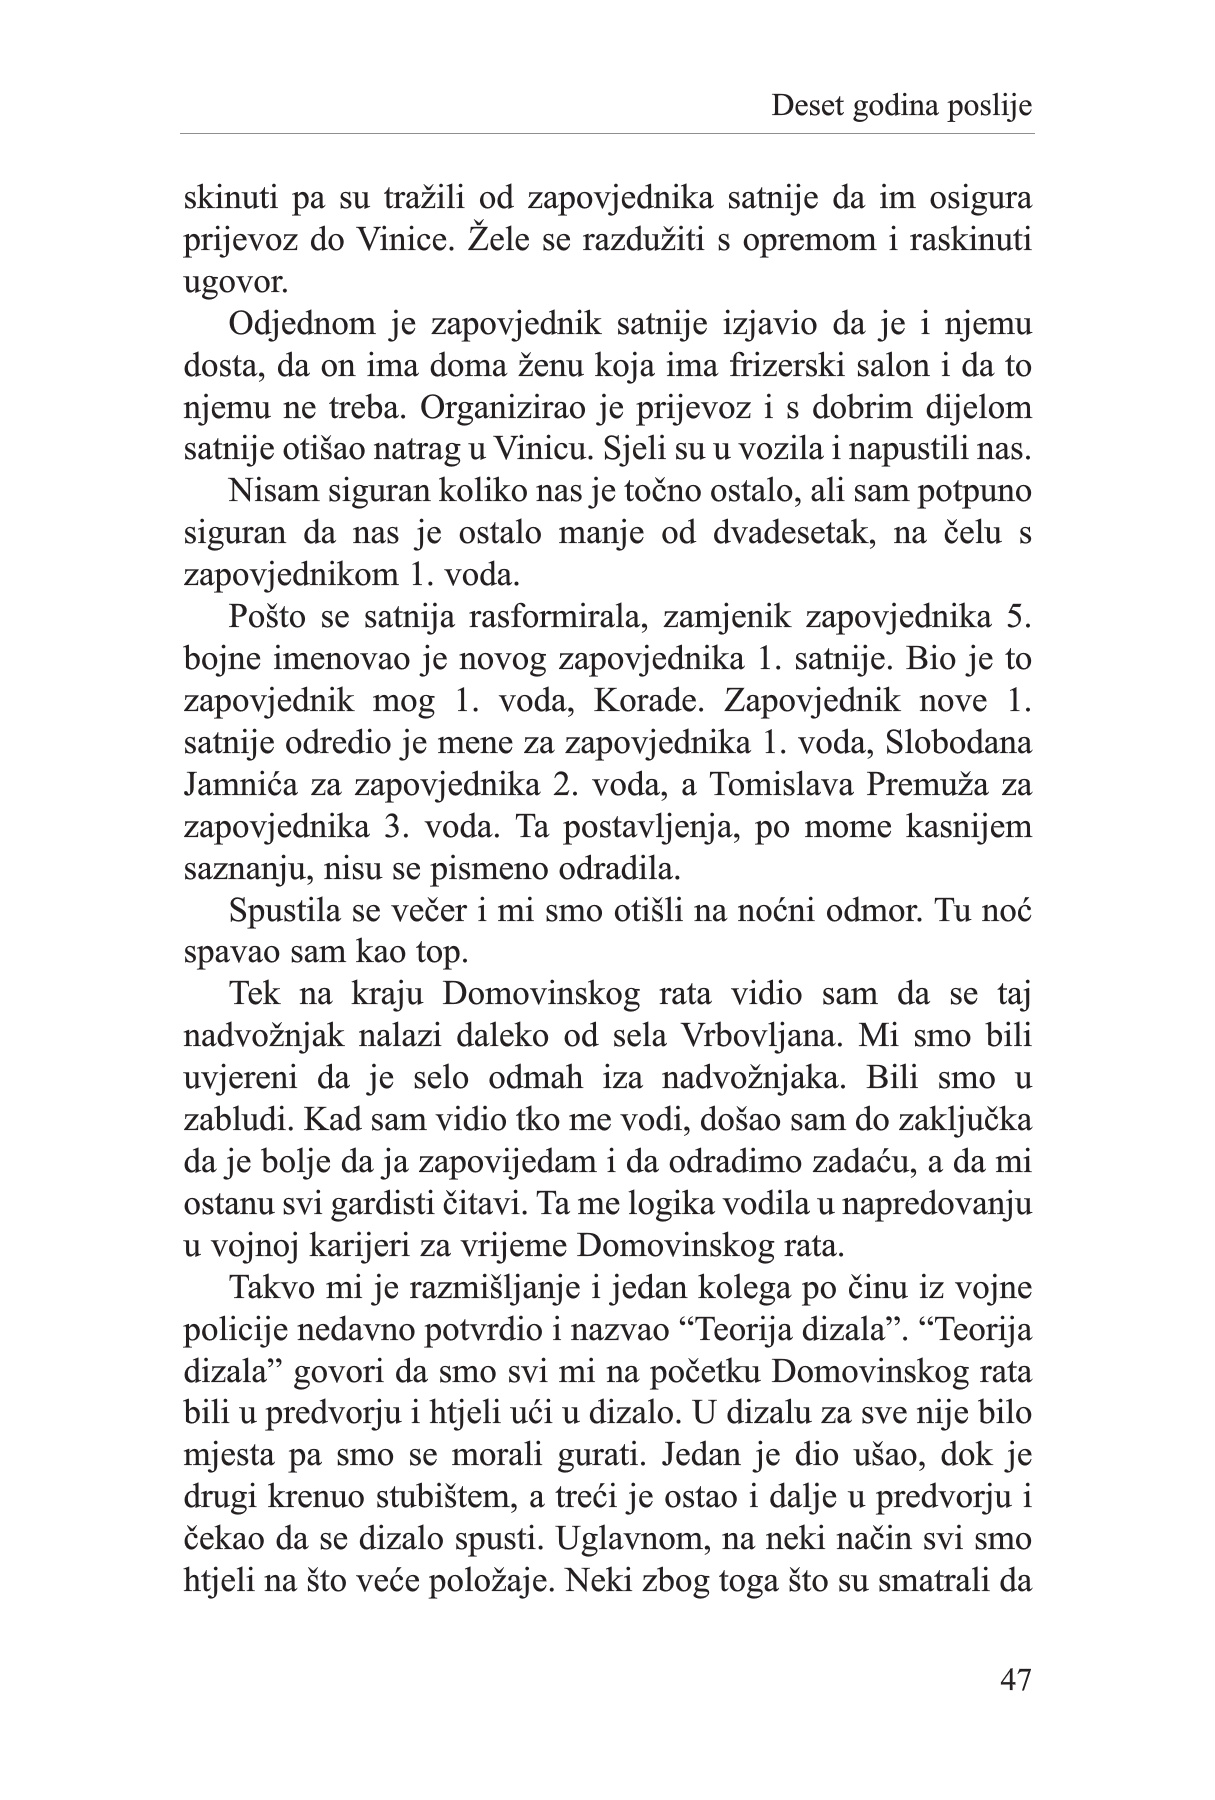 Deset godina poslije
skinuti pa su tražili od zapovjednika satnije da im osigura
prijevoz do Vinice. Žele se razdužiti s opremom i raskinuti
ugovor.
Odjednom je zapovjednik satnije izjavio da je i njemu
dosta, da on ima doma ženu koja ima frizerski salon i da to
njemu ne treba. Organizirao je prijevoz i s dobrim dijelom
satnije otišao natrag u Vinicu. Sjeli su u vozila i napustili nas.
Nisam siguran koliko nas je točno ostalo, ali sam potpuno
siguran da nas je ostalo manje od dvadesetak, na čelu s
zapovjednikom 1. voda.
Pošto se satnija rasformirala, zamjenik zapovjednika 5.
bojne imenovao je novog zapovjednika 1. satnije. Bio je to
zapovjednik mog 1. voda, Korade. Zapovjednik nove 1.
satnije odredio je mene za zapovjednika 1. voda, Slobodana
Jamnića za zapovjednika 2. voda, a Tomislava Premuža za
zapovjednika 3. voda. Ta postavljenja, po mome kasnijem
saznanju, nisu se pismeno odradila.
Spustila se večer i mi smo otišli na noćni odmor. Tu noć
spavao sam kao top.
Tek na kraju Domovinskog rata vidio sam da se taj
nadvožnjak nalazi daleko od sela Vrbovljana. Mi smo bili
uvjereni da je selo odmah iza nadvožnjaka. Bili smo u
zabludi. Kad sam vidio tko me vodi, došao sam do zaključka
da je bolje da ja zapovijedam i da odradimo zadaću, a da mi
ostanu svi gardisti čitavi. Ta me logika vodila u napredovanju
u vojnoj karijeri za vrijeme Domovinskog rata.
Takvo mi je razmišljanje i jedan kolega po činu iz vojne
policije nedavno potvrdio i nazvao “Teorija dizala”. “Teorija
dizala” govori da smo svi mi na početku Domovinskog rata
bili u predvorju i htjeli ući u dizalo. U dizalu za sve nije bilo
mjesta pa smo se morali gurati. Jedan je dio ušao, dok je
drugi krenuo stubištem, a treći je ostao i dalje u predvorju i
čekao da se dizalo spusti. Uglavnom, na neki način svi smo
htjeli na što veće položaje. Neki zbog toga što su smatrali da
47